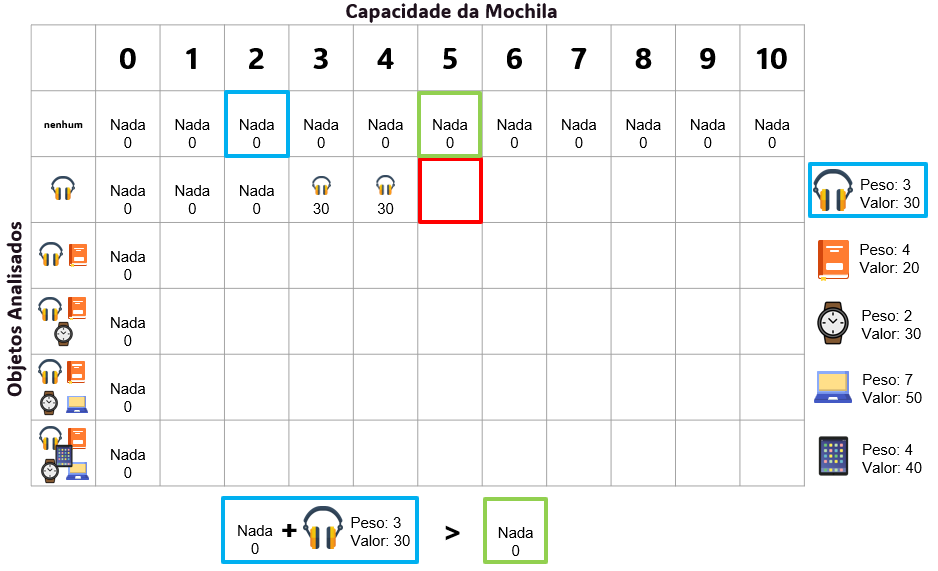 Capacidade da Mochila
0 1 2 3 4 5 6 7 8 9 10
nenhum
Nada Nada Nada Nada Nada Nada Nada Nada Nada Nada Nada
0 0 0 0 0 0 0 0 0 0 0
Nada Nada Nada
0 0 0 30 30
Peso: 3
Valor: 30
Objetos Analisados
Nada
0
Peso: 4
Valor: 20
Nada
0
Peso: 2
Valor: 30
Nada
0
Peso: 7
Valor: 50
Nada
0
Peso: 4
Valor: 40
Nada + Peso: 3 > Nada
0 Valor: 30 0